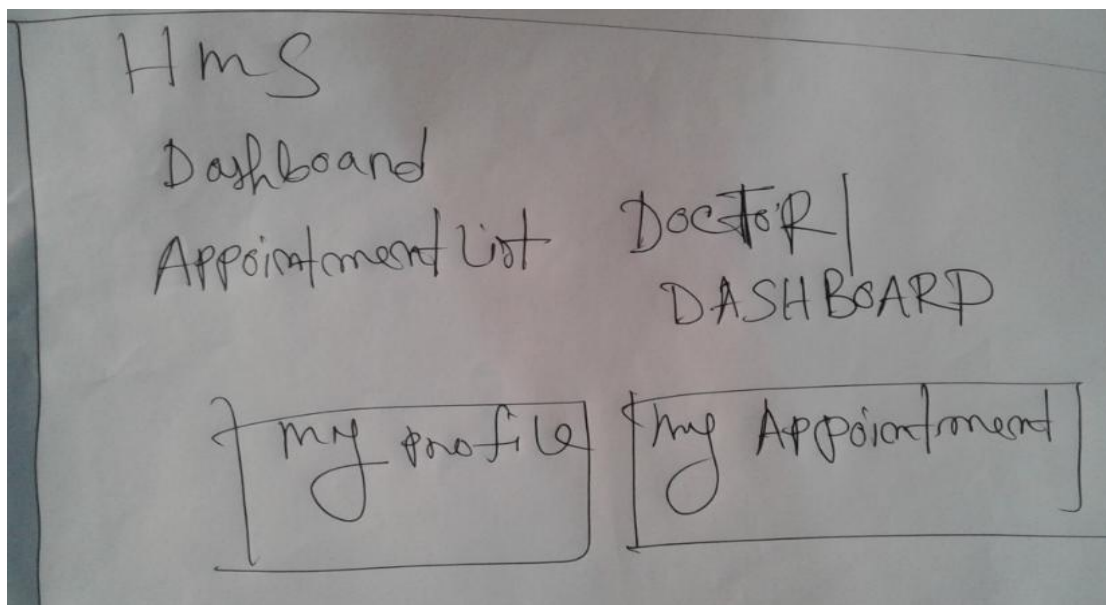 HmS
Dashboard
Appointment List
DOCTOR
DASHBOARD
my profile
my Appointment